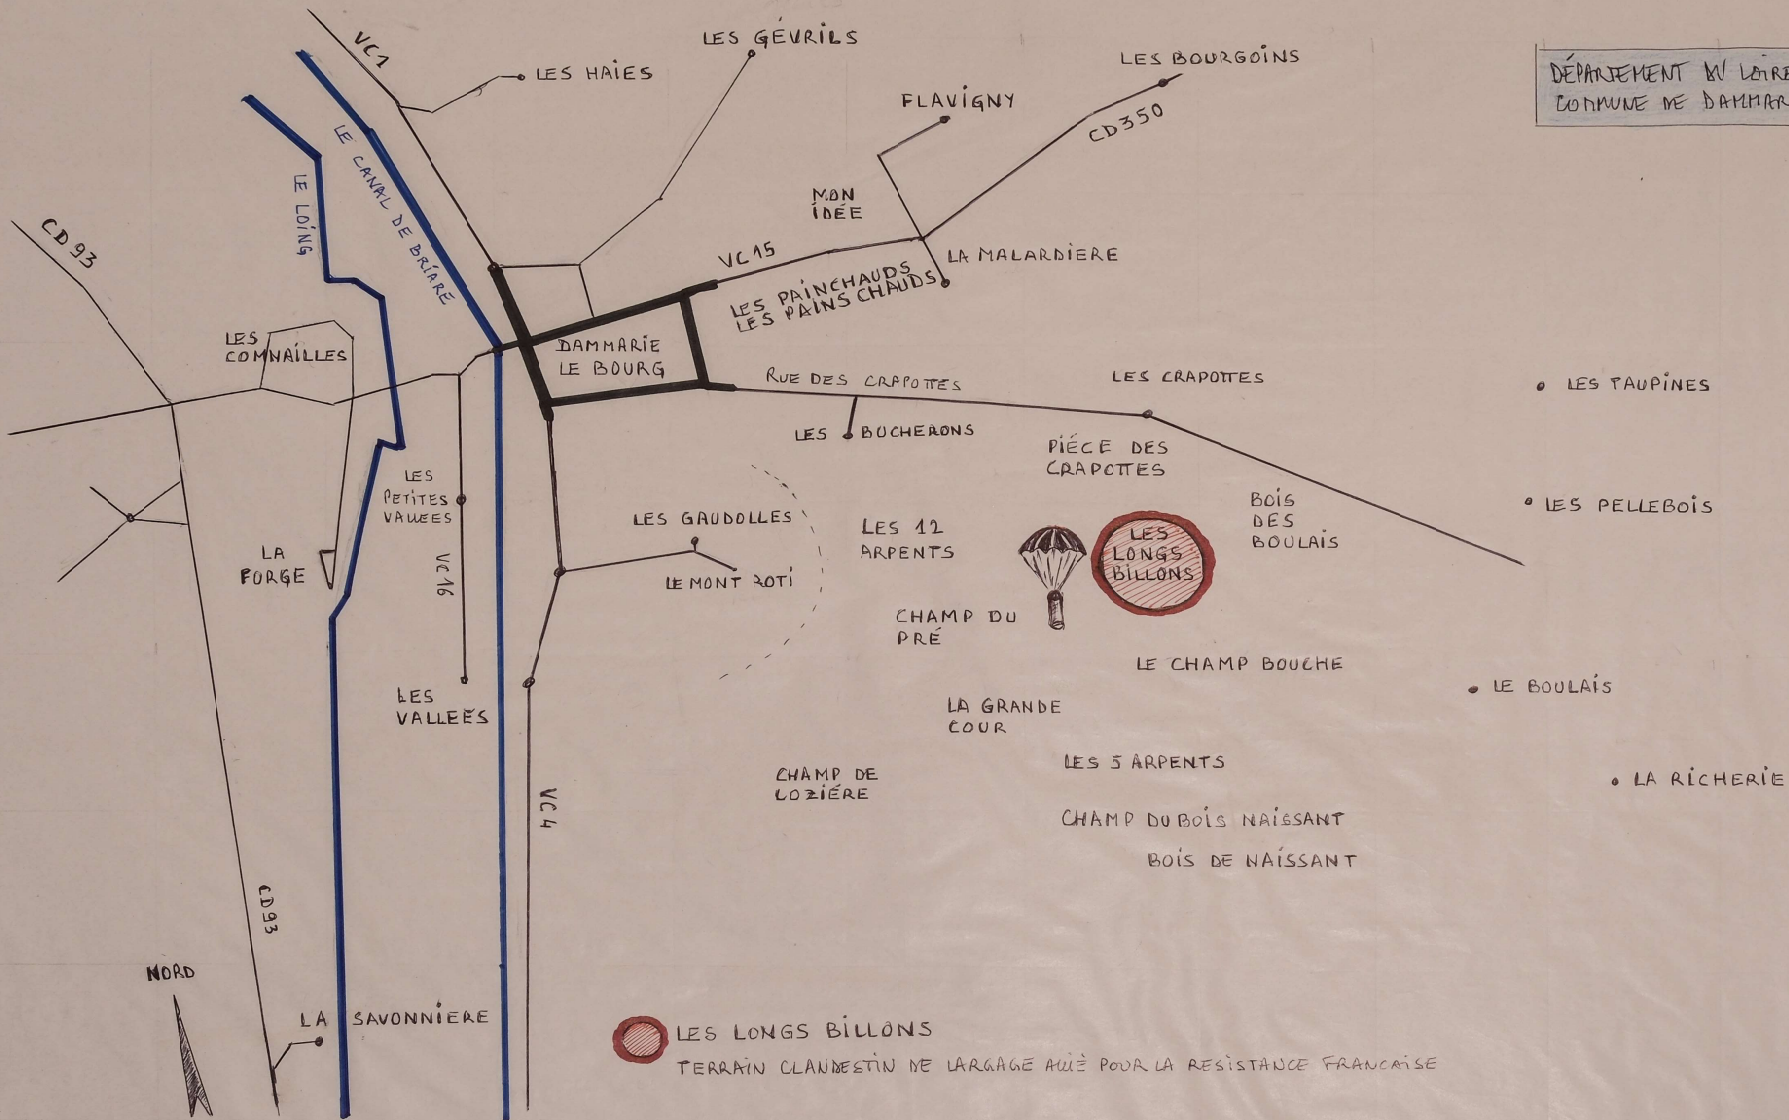 VC1
LES HAIES
LES GÉVRILS
LES BOURGOINS
FLAVIGNY
CD350
DÉPARTEMENT DU LOIRE
COMMUNE DE DAMMAR
LE CANAL DE BRIARE
LE LOING
CD93
MON
IDÉE
VC15
LA MALARDIERE
LES PAINCHAUDS
LES PAINS CHAUDS
LES
COMNAILLES
DAMMARIE
LE BOURG
RUE DES CRAPOTTES
LES CRAPOTTES
LES TAUPINES
LES BUCHERONS
PIÉCE DES
CRAPOTTES
LES
PETITES
VALLEES
LES GAUDOLLES
LES 12
ARPENTS
BOIS
DES
BOULAIS
LES PELLEBOIS
LES
LONGS
BILLONS
LA
FORGE
VC16
LE MONT ROTI
CHAMP DU
PRÉ
LE CHAMP BOUCHE
LE BOULAIS
LES
VALLEES
LA GRANDE
COUR
CHAMP DE
LOZIÉRE
LES 5 ARPENTS
LA RICHERIE
VC4
CHAMP DU BOIS NAISSANT
BOIS DE NAISSANT
CD93
NORD
LA SAVONNIERE
LES LONGS BILLONS
TERRAIN CLANDESTIN DE LARGAGE ALLIÉ POUR LA RESISTANCE FRANCAISE